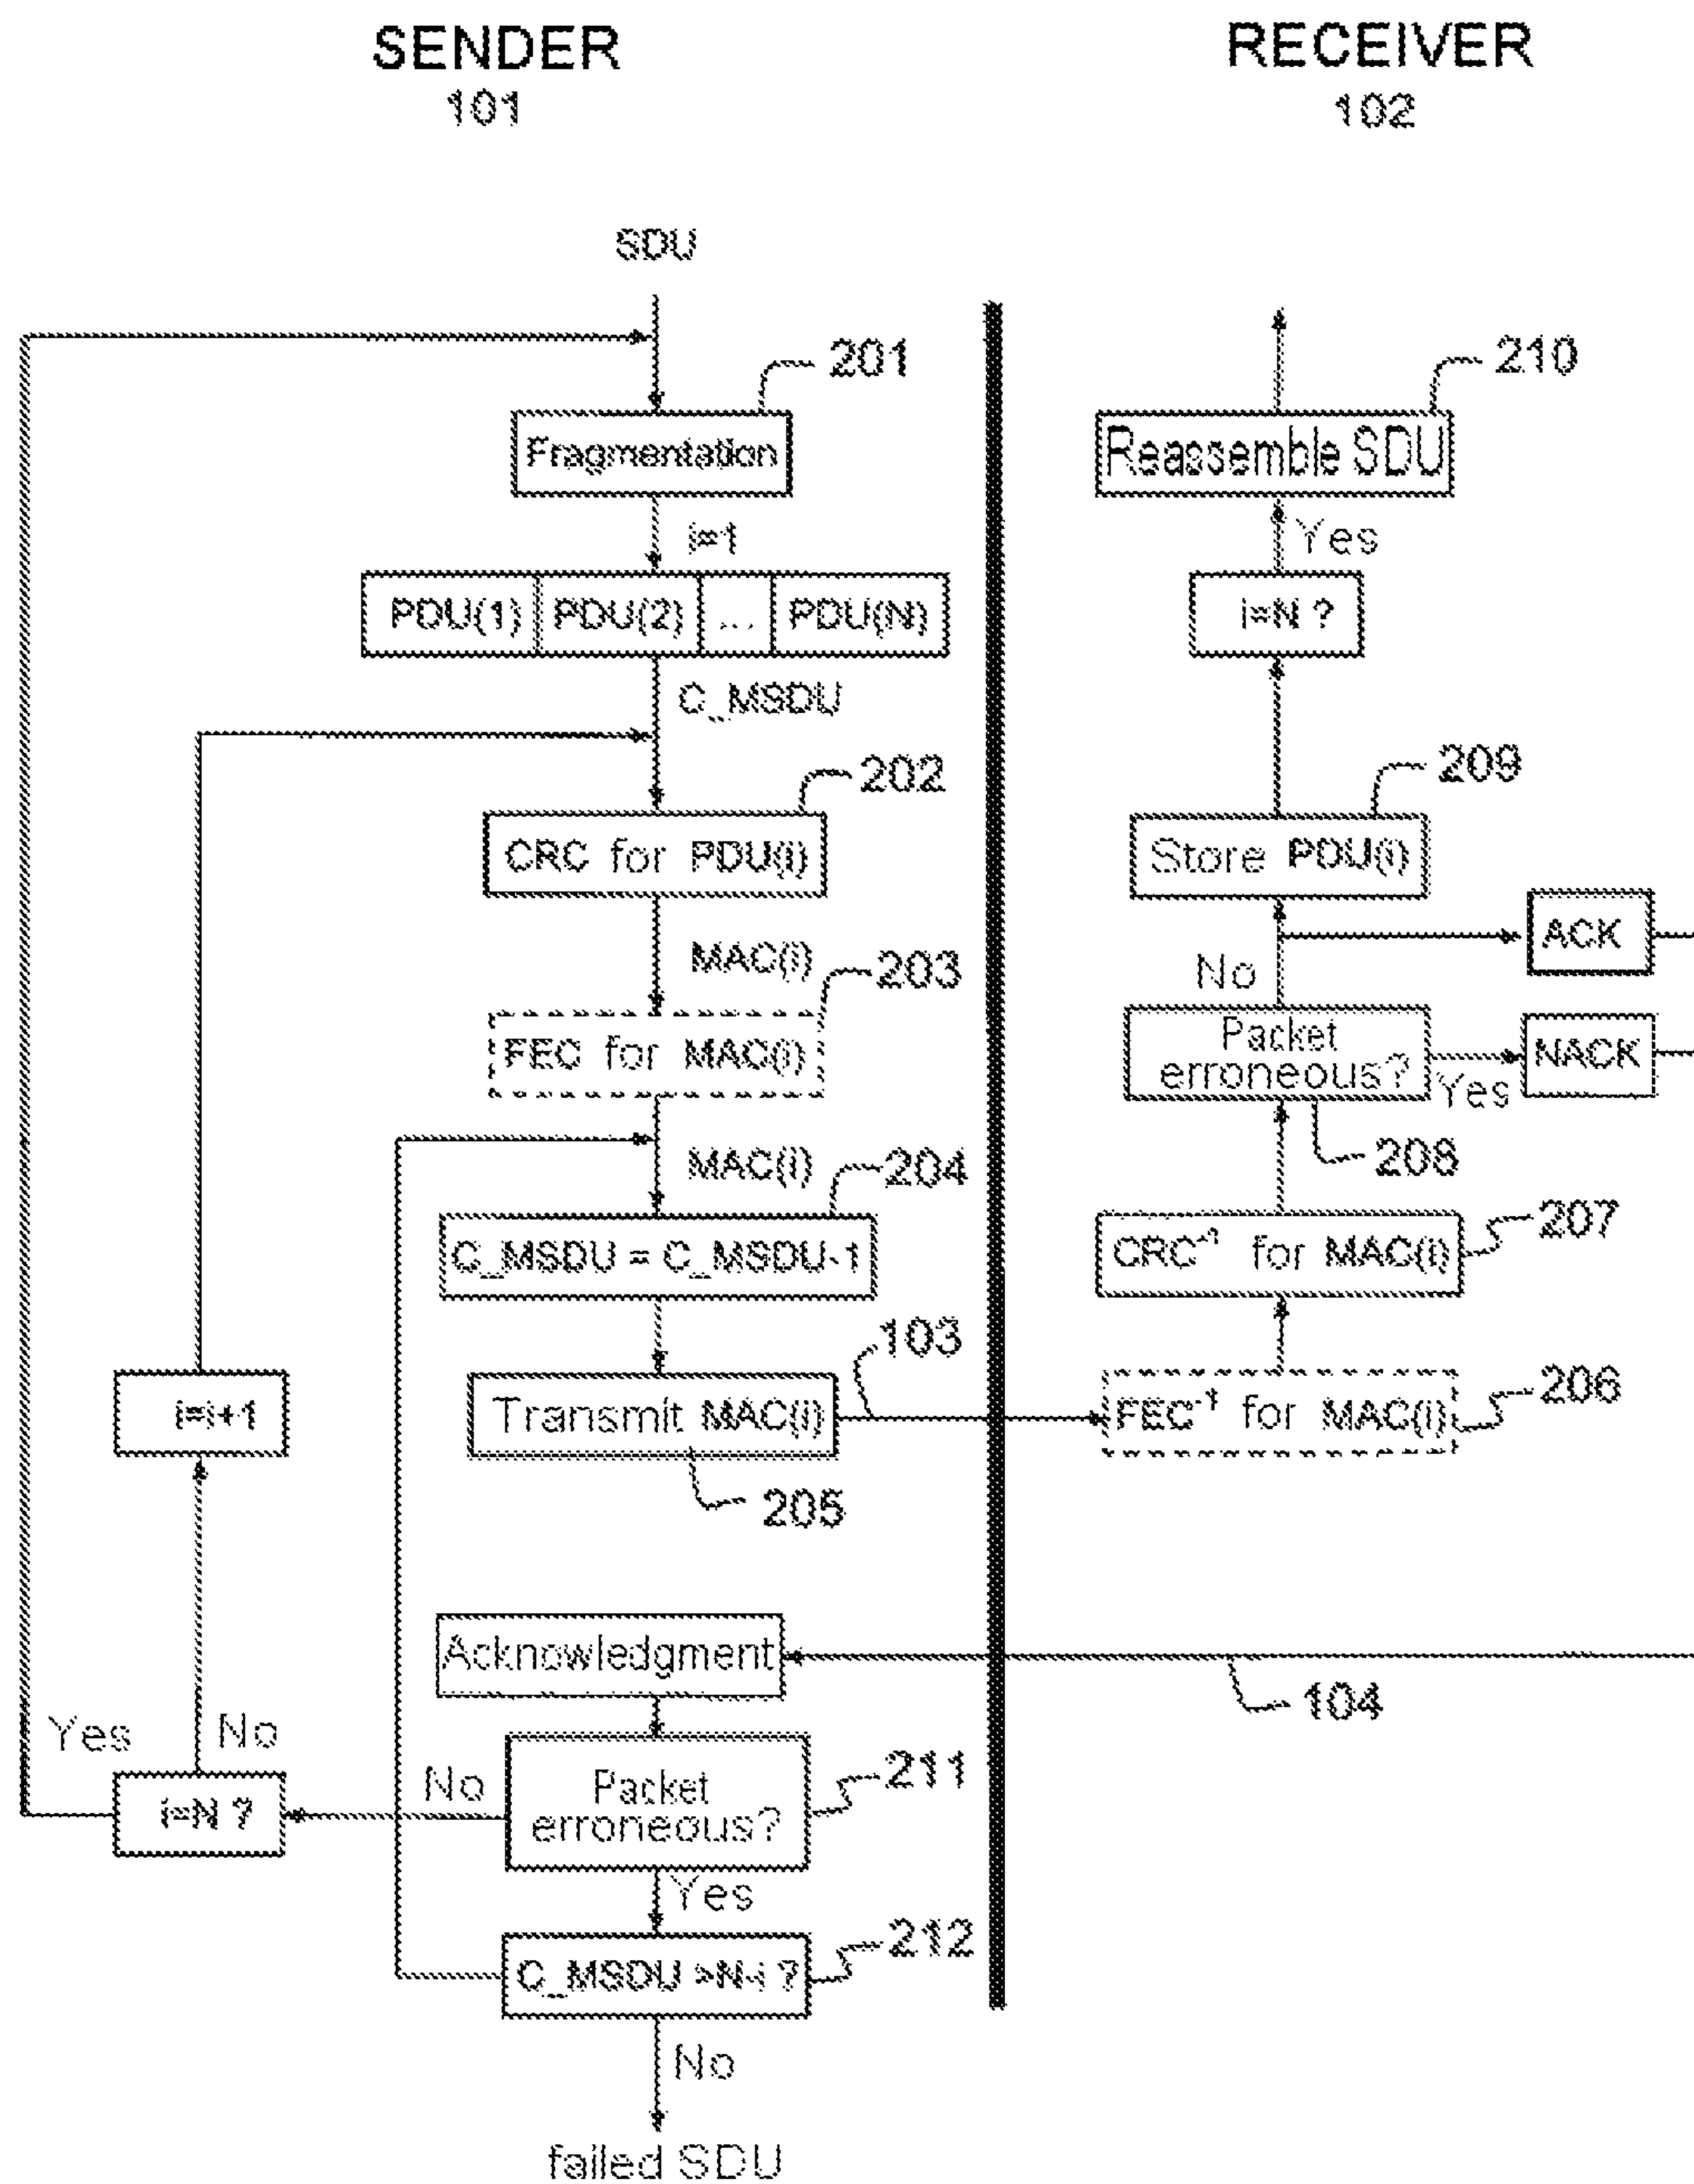 SENDER
101
SDU
201
Fragmentation
i=1
PDU(1) PDU(2) ... PDU(N)
C_MSDU
202
CRC for PDU(i)
MAC(i)
203
FEC for MAC(i)
MAC(i)
204
C_MSDU = C_MSDU-1
103
Transmit MAC(i)
205
i=i+1
Acknowledgment
Yes
No
i=N ?
No
Packet
erroneous?
211
Yes
C_MSDU >N-i ?
212
No
failed SDU
RECEIVER
102
210
Reassemble SDU
Yes
i=N ?
209
Store PDU(i)
ACK
No
Packet
erroneous?
Yes
NACK
208
207
CRC⁻¹ for MAC(i)
FEC⁻¹ for MAC(i)
206
104